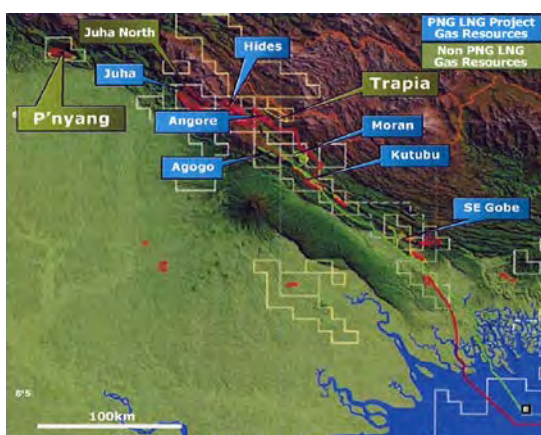 PNG LNG Project
Gas Resources
Non PNG LNG
Gas Resources
Juha North
Hides
Juha
Trapia
P'nyang
Angore
Moran
Agogo
Kutubu
SE Gobe
8°S
100km